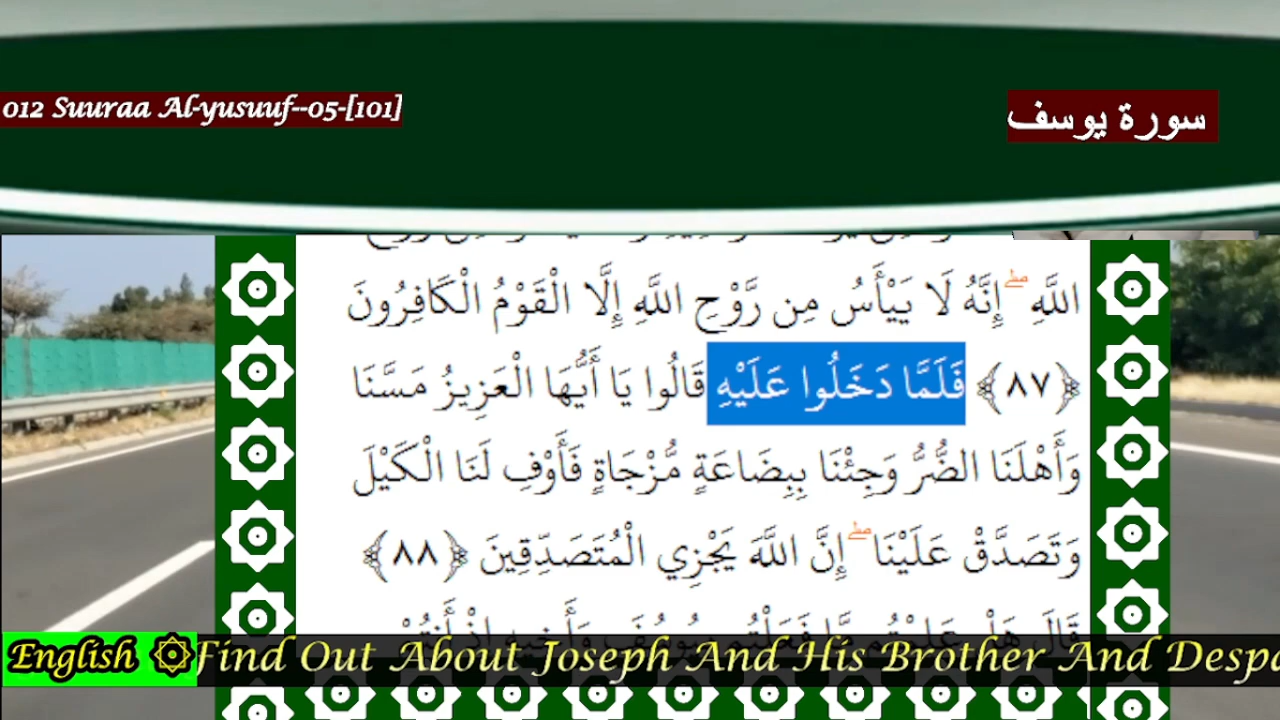 012 Suuraa Al-yusuuf--05-[101]
سورة يوسف
اللَّهِ ۖ إِنَّهُ لَا يَيْأَسُ مِن رَّوْحِ اللَّهِ إِلَّا الْقَوْمُ الْكَافِرُونَ
﴿٨٧﴾ فَلَمَّا دَخَلُوا عَلَيْهِ قَالُوا يَا أَيُّهَا الْعَزِيزُ مَسَّنَا
وَأَهْلَنَا الضُّرُّ وَجِئْنَا بِبِضَاعَةٍ مُّزْجَاةٍ فَأَوْفِ لَنَا الْكَيْلَ
وَتَصَدَّقْ عَلَيْنَا ۖ إِنَّ اللَّهَ يَجْزِي الْمُتَصَدِّقِينَ ﴿٨٨﴾
English ۞Find Out About Joseph And His Brother And Despa